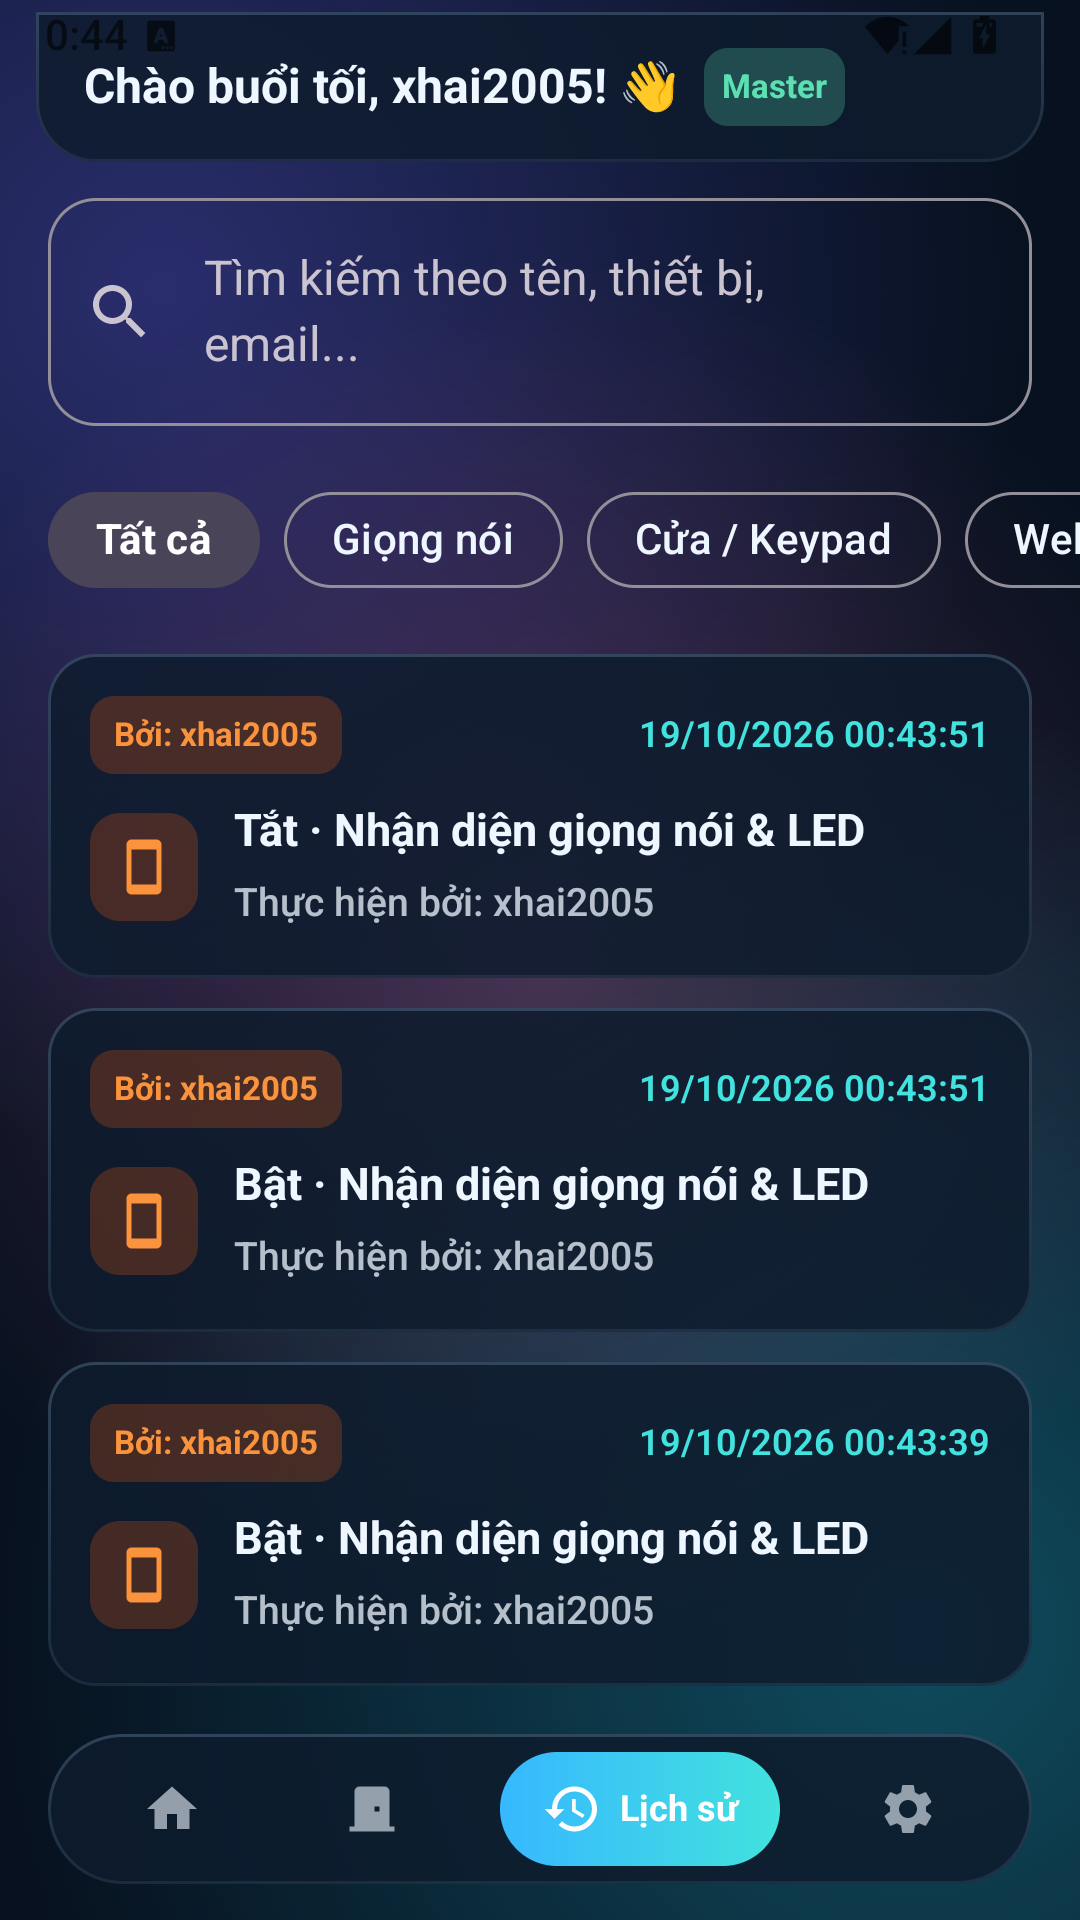 0:44
Chào buổi tối, xhai2005! 👋 Master
Tìm kiếm theo tên, thiết bị,
email...
Tất cả
Giọng nói
Cửa / Keypad
Bởi: xhai2005
19/10/2026 00:43:51
Tắt · Nhận diện giọng nói & LED
Thực hiện bởi: xhai2005
Bởi: xhai2005
19/10/2026 00:43:51
Bật · Nhận diện giọng nói & LED
Thực hiện bởi: xhai2005
Bởi: xhai2005
19/10/2026 00:43:39
Bật · Nhận diện giọng nói & LED
Thực hiện bởi: xhai2005
Lịch sử